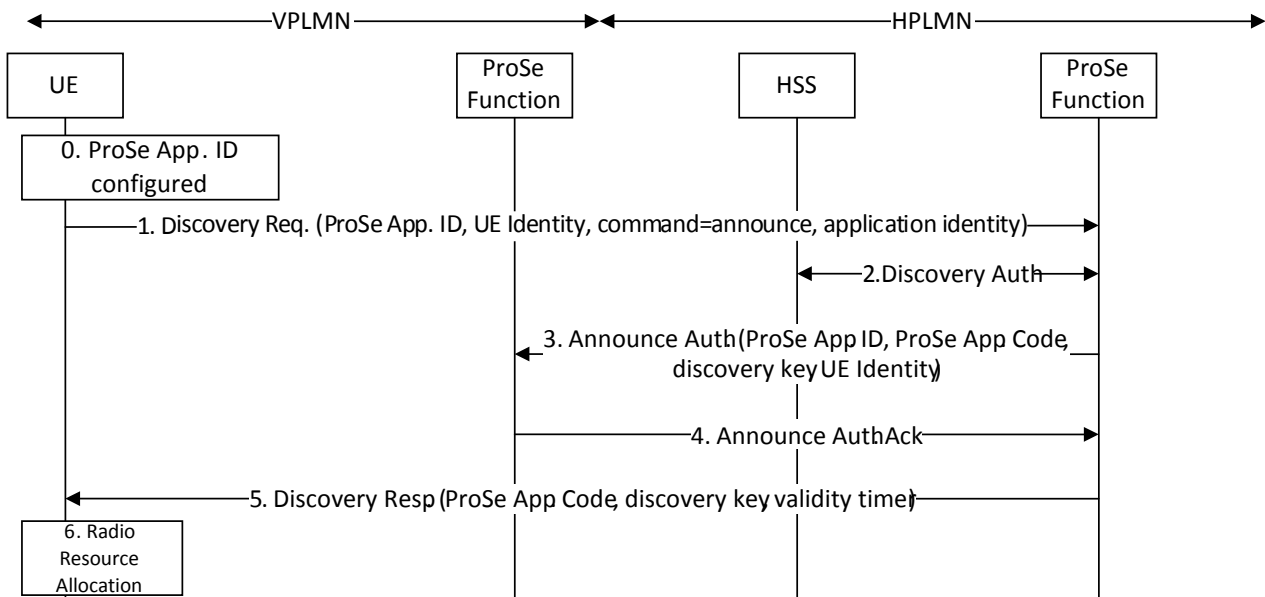 VPLMN
HPLMN
UE
ProSe
Function
HSS
ProSe
Function
0. ProSe App. ID
configured
1. Discovery Req. (ProSe App. ID, UE Identity, command=announce, application identity)
2.Discovery Auth
3. Announce Auth.(ProSe App ID, ProSe App Code,
discovery key UE Identity)
4. Announce Auth.Ack
5. Discovery Resp (ProSe App Code, discovery key, validity timer)
6. Radio
Resource
Allocation